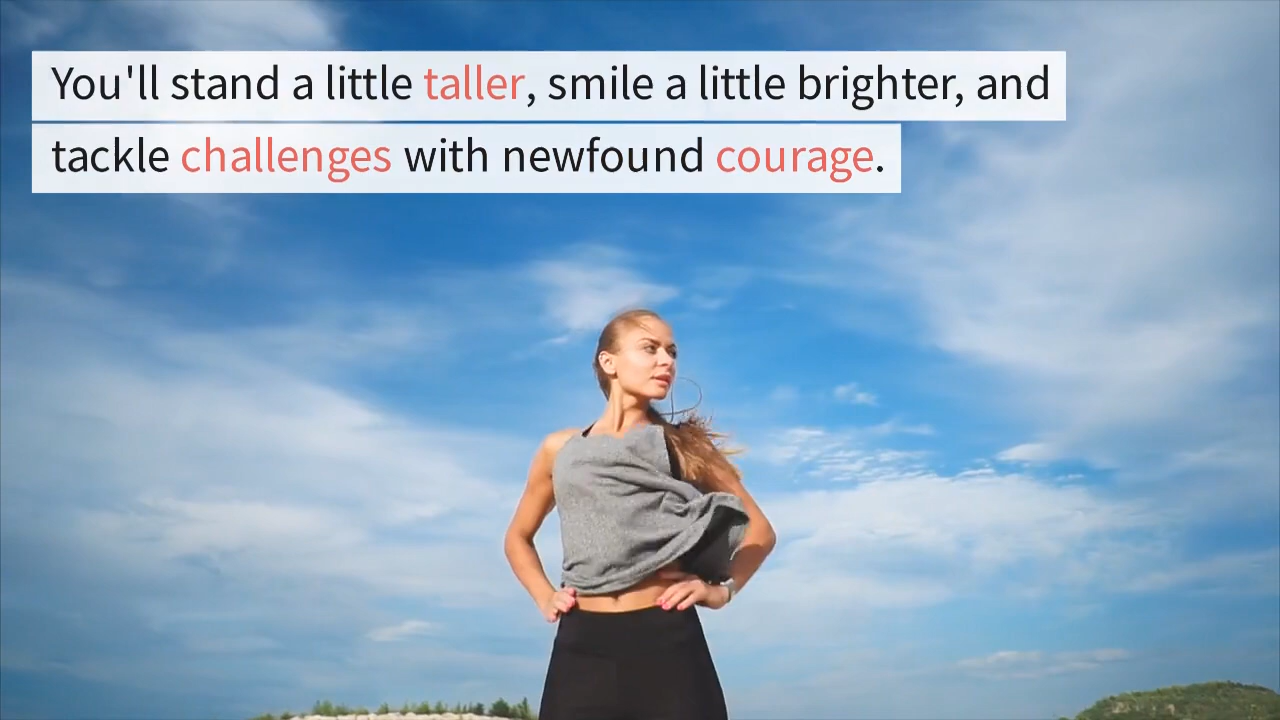 You'll stand a little taller, smile a little brighter, and
tackle challenges with newfound courage.